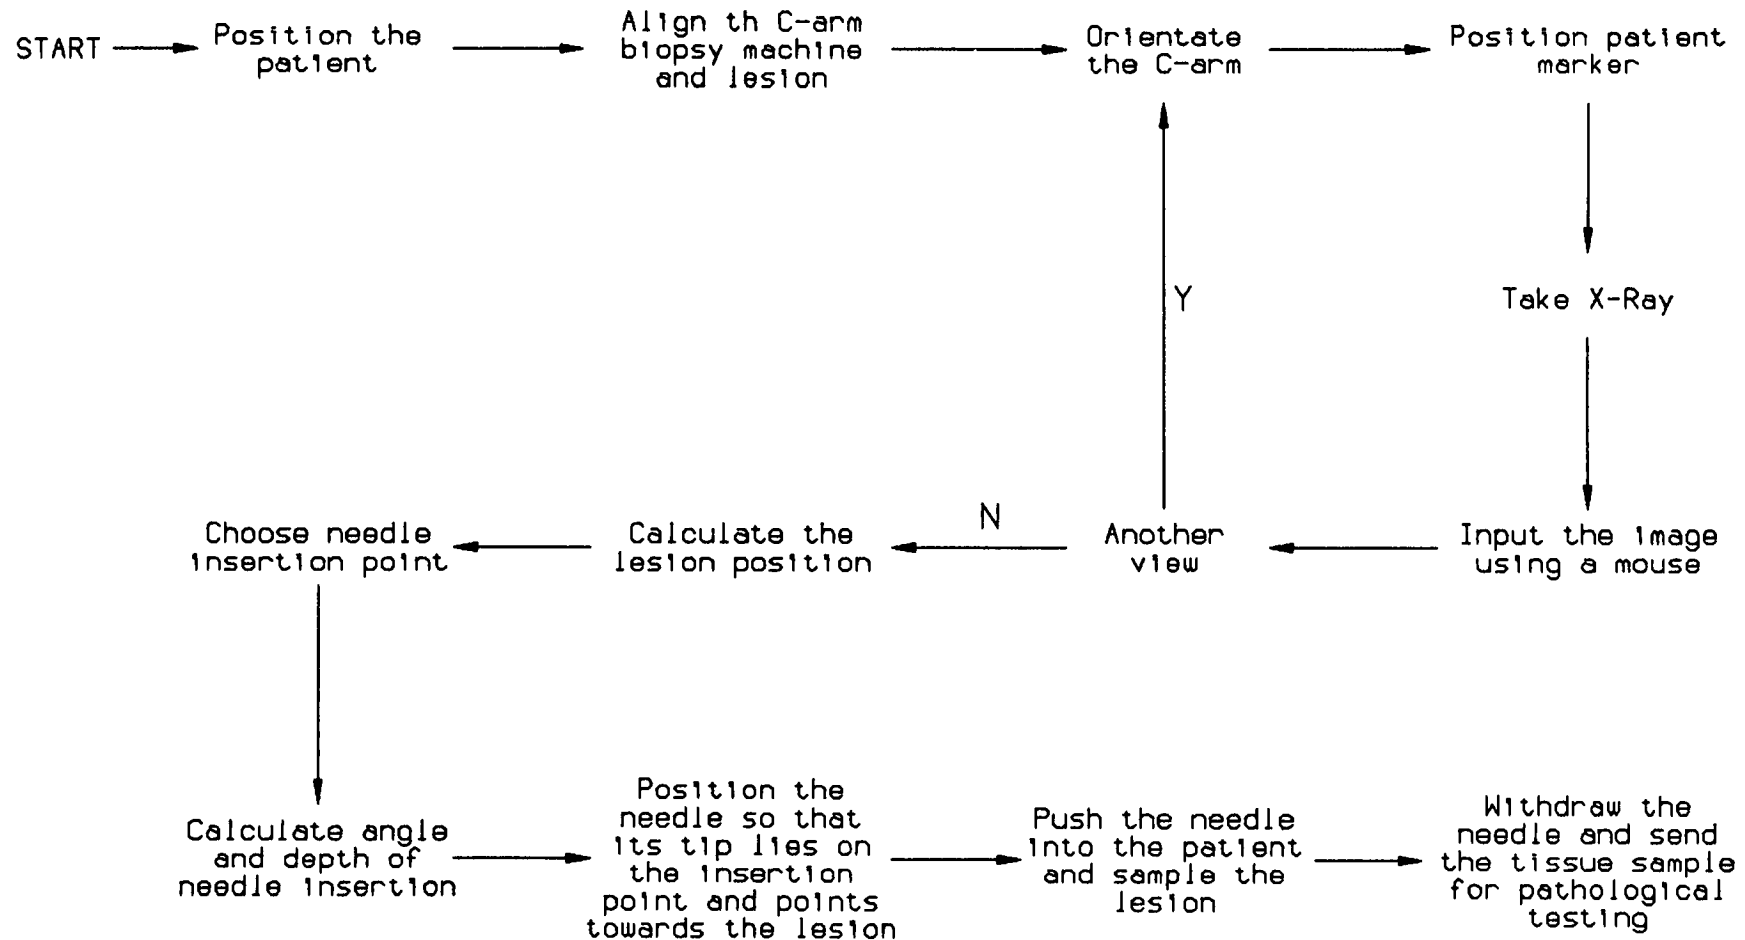 START
Position the
patient
Align th C-arm
biopsy machine
and lesion
Orientate
the C-arm
Position patient
marker
Y
Take X-Ray
Choose needle
insertion point
Calculate the
lesion position
N
Another
view
Input the image
using a mouse
Calculate angle
and depth of
needle insertion
Position the
needle so that
its tip lies on
the insertion
point and points
towards the lesion
Push the needle
into the patient
and sample the
lesion
Withdraw the
needle and send
the tissue sample
for pathological
testing